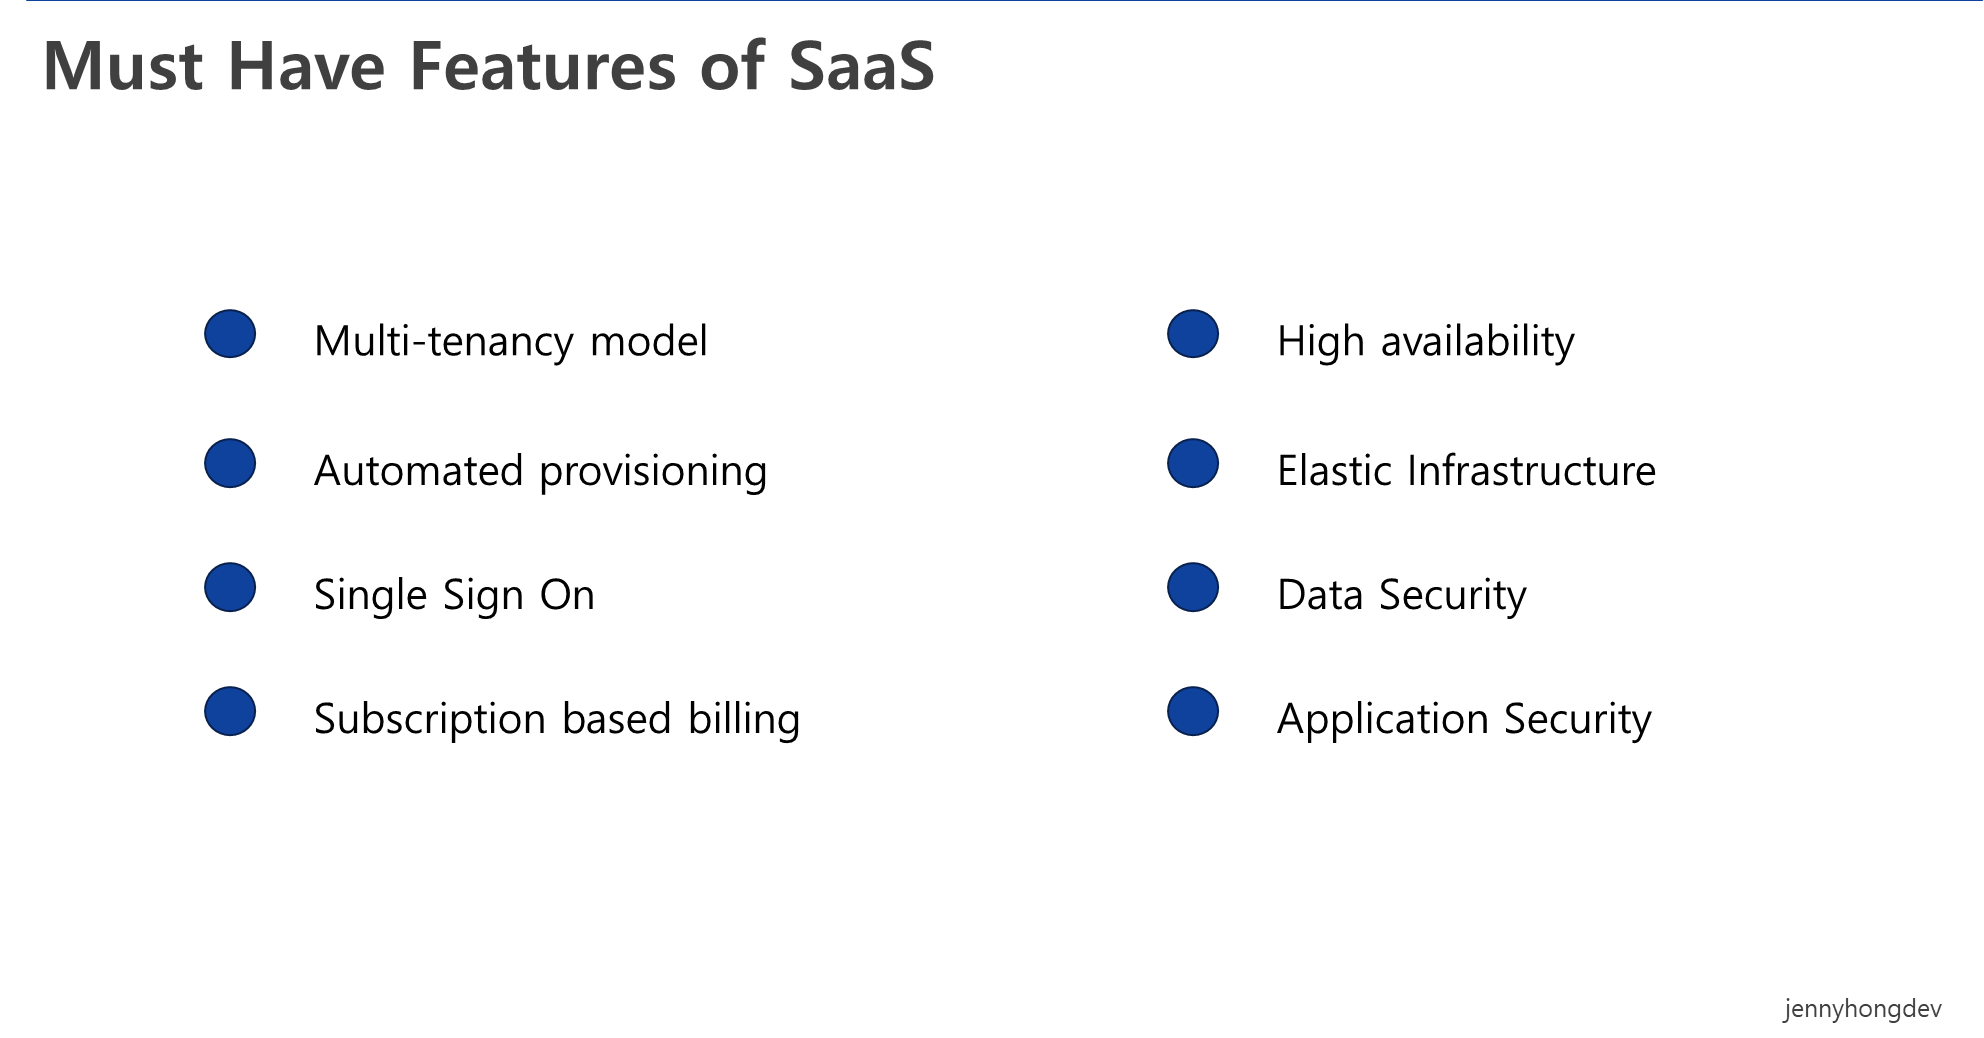 Must Have Features of SaaS
Multi-tenancy model
Automated provisioning
Single Sign On
Subscription based billing
High availability
Elastic Infrastructure
Data Security
Application Security
jennyhongdev